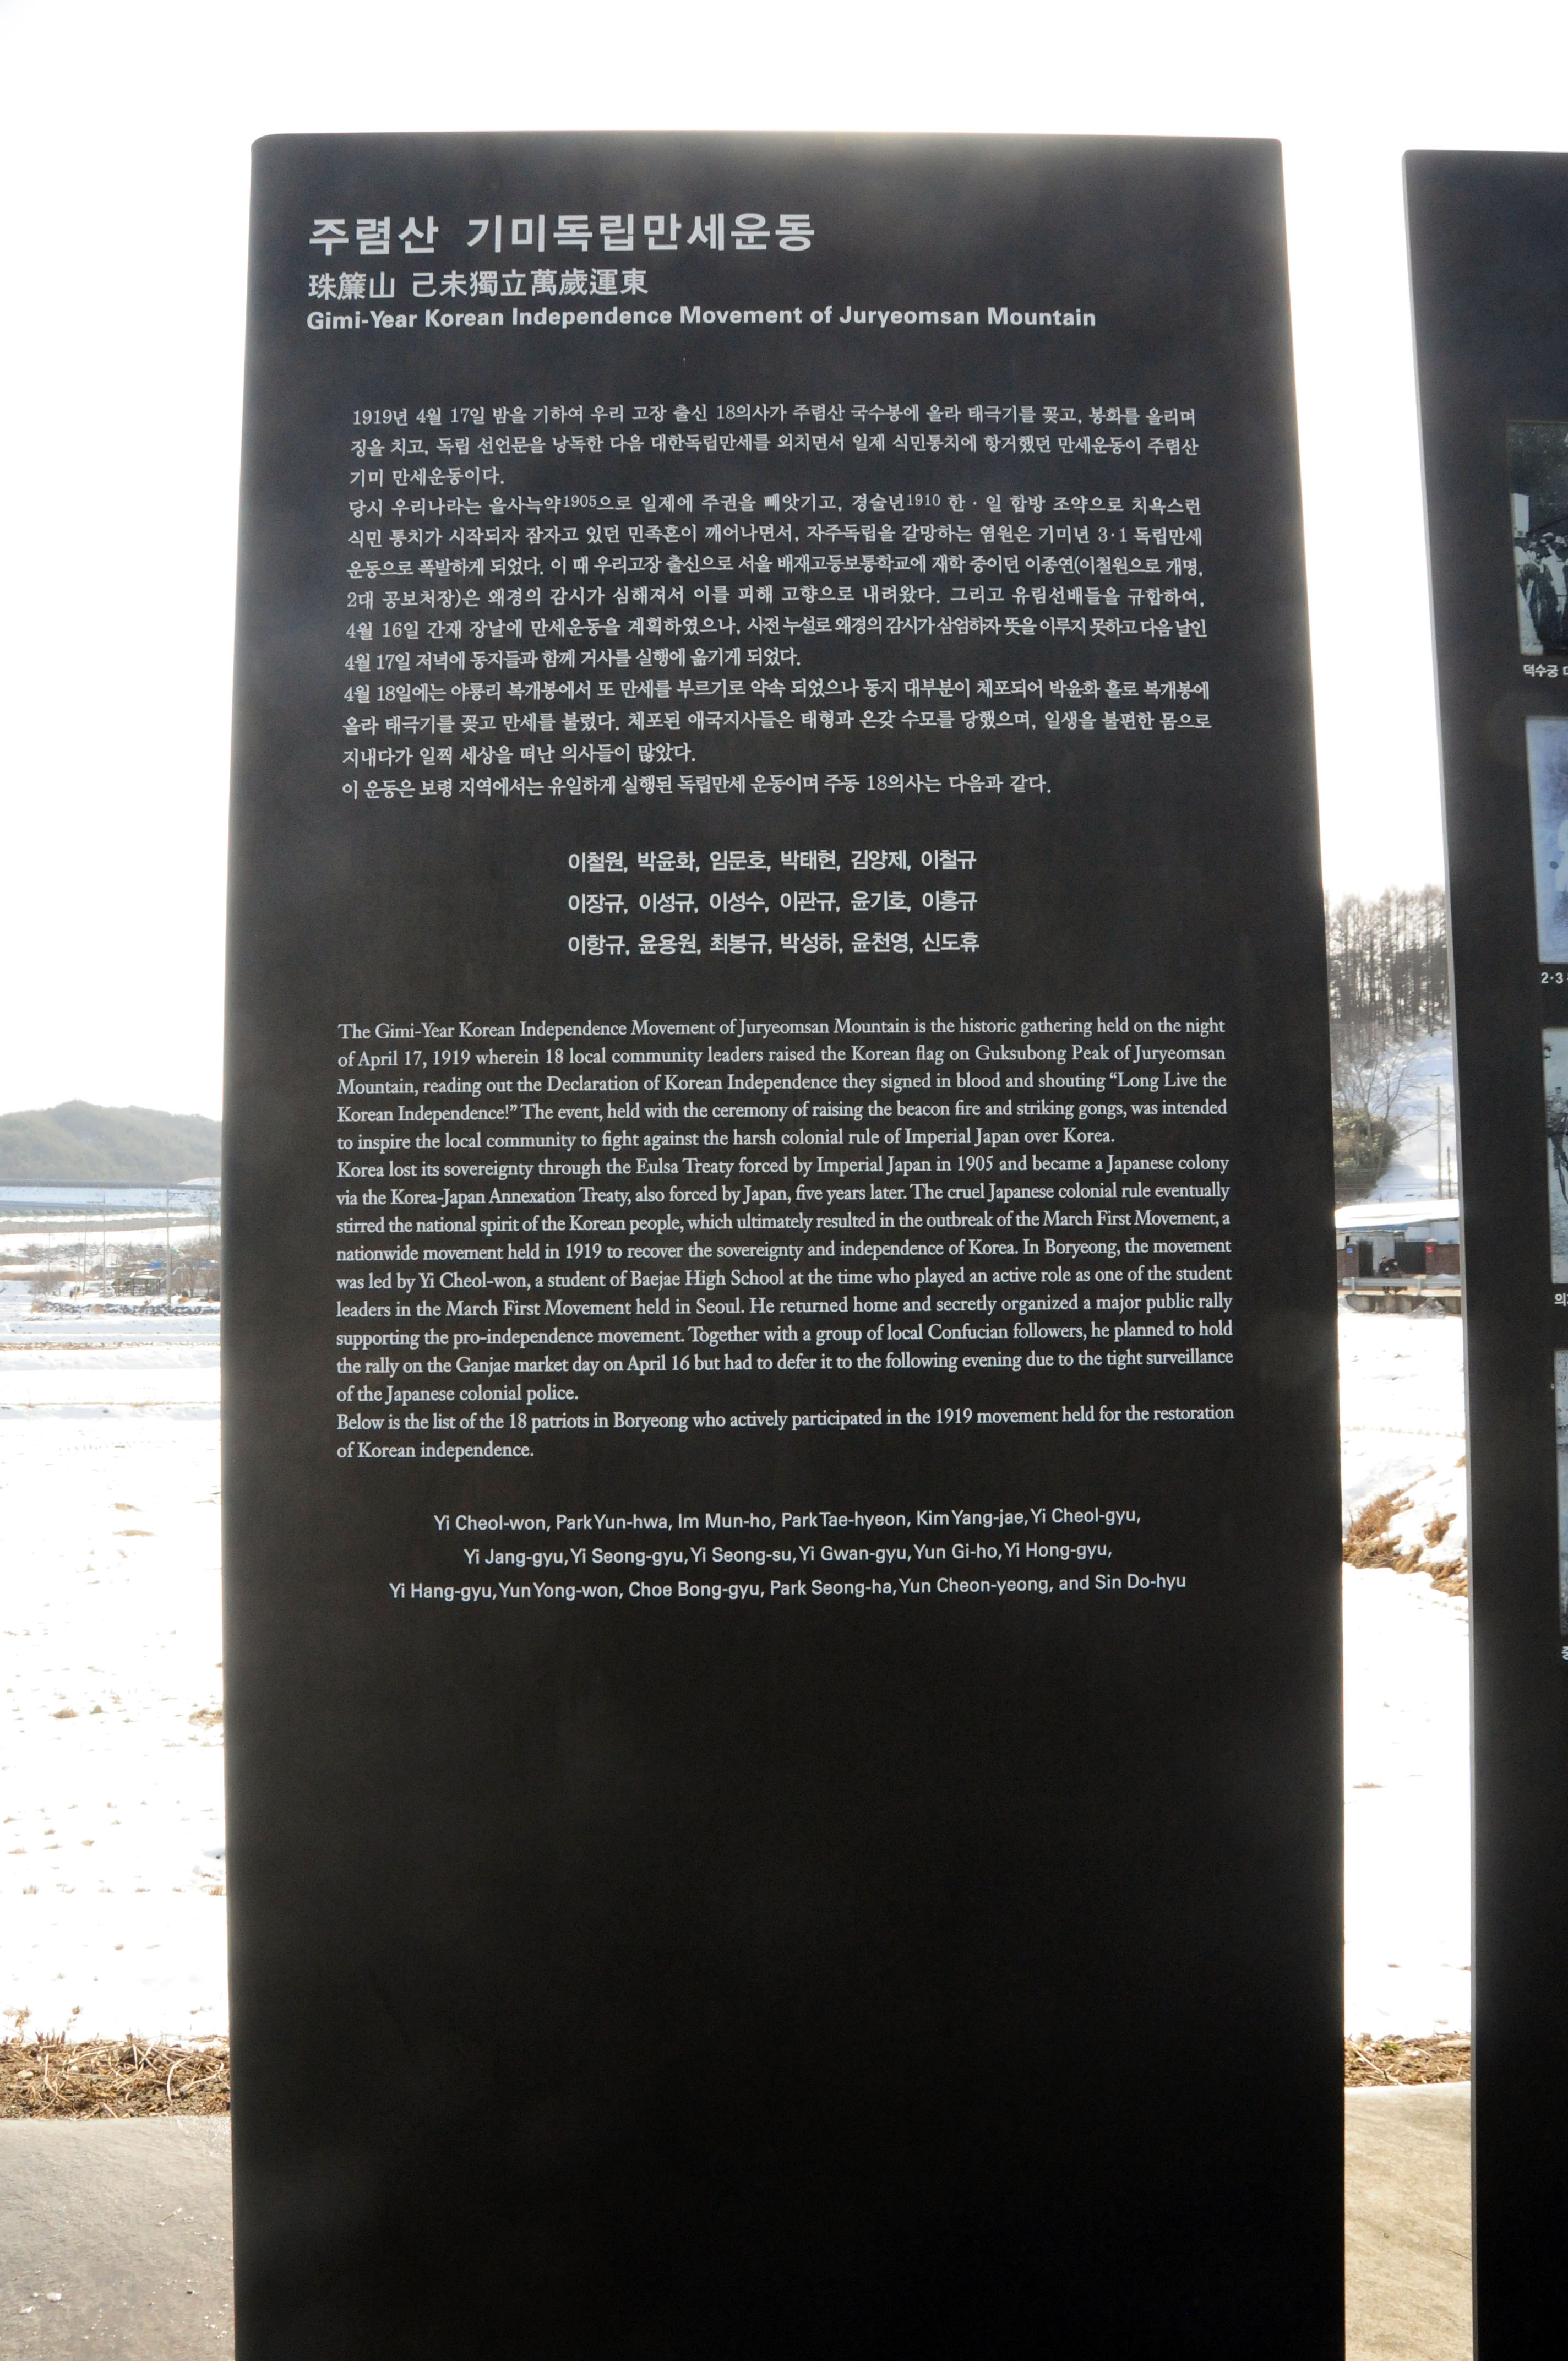 주렴산 기미독립만세운동
珠簾山 己未獨立萬歲運東
Gimi-Year Korean Independence Movement of Juryeomsan Mountain
1919년 4월 17일 밤을 기하여 우리 고장 출신 18의사가 주렴산 국수봉에 올라 태극기를 꽂고, 봉화를 올리며
징을 치고, 독립 선언문을 낭독한 다음 대한독립만세를 외치면서 일제 식민통치에 항거했던 만세운동이 주렴산
기미 만세운동이다.
당시 우리나라는 을사늑약1905으로 일제에 주권을 빼앗기고, 경술년1910 한·일 합방 조약으로 치욕스런
식민 통치가 시작되자 잠자고 있던 민족혼이 깨어나면서, 자주독립을 갈망하는 염원은 기미년 3·1 독립만세
운동으로 폭발하게 되었다. 이 때 우리고장 출신으로 서울 배재고등보통학교에 재학 중이던 이종연(이철원으로 개명,
2대 공보처장)은 왜경의 감시가 심해져서 이를 피해 고향으로 내려왔다. 그리고 유림선배들을 규합하여,
4월 16일 간재 장날에 만세운동을 계획하였으나, 사전 누설로 왜경의 감시가 삼엄하자 뜻을 이루지 못하고 다음 날인
4월 17일 저녁에 동지들과 함께 거사를 실행에 옮기게 되었다.
4월 18일에는 야룡리 복개봉에서 또 만세를 부르기로 약속 되었으나 동지 대부분이 체포되어 박윤화 홀로 복개봉에
올라 태극기를 꽂고 만세를 불렀다. 체포된 애국지사들은 태형과 온갖 수모를 당했으며, 일생을 불편한 몸으로
지내다가 일찍 세상을 떠난 의사들이 많았다.
이 운동은 보령 지역에서는 유일하게 실행된 독립만세 운동이며 주동 18의사는 다음과 같다.
이철원, 박윤화, 임문호, 박태현, 김양제, 이철규
이장규, 이성규, 이성수, 이관규, 윤기호, 이홍규
이항규, 윤용원, 최봉규, 박성하, 윤천영, 신도휴
The Gimi-Year Korean Independence Movement of Juryeomsan Mountain is the historic gathering held on the night
of April 17, 1919 wherein 18 local community leaders raised the Korean flag on Guksubong Peak of Juryeomsan
Mountain, reading out the Declaration of Korean Independence they signed in blood and shouting “Long Live the
Korean Independence!” The event, held with the ceremony of raising the beacon fire and striking gongs, was intended
to inspire the local community to fight against the harsh colonial rule of Imperial Japan over Korea.
Korea lost its sovereignty through the Eulsa Treaty forced by Imperial Japan in 1905 and became a Japanese colony
via the Korea-Japan Annexation Treaty, also forced by Japan, five years later. The cruel Japanese colonial rule eventually
stirred the national spirit of the Korean people, which ultimately resulted in the outbreak of the March First Movement, a
nationwide movement held in 1919 to recover the sovereignty and independence of Korea. In Boryeong, the movement
was led by Yi Cheol-won, a student of Baejae High School at the time who played an active role as one of the student
leaders in the March First Movement held in Seoul. He returned home and secretly organized a major public rally
supporting the pro-independence movement. Together with a group of local Confucian followers, he planned to hold
the rally on the Ganjae market day on April 16 but had to defer it to the following evening due to the tight surveillance
of the Japanese colonial police.
Below is the list of the 18 patriots in Boryeong who actively participated in the 1919 movement held for the restoration
of Korean independence.
Yi Cheol-won, Park Yun-hwa, Im Mun-ho, Park Tae-hyeon, Kim Yang-jae, Yi Cheol-gyu,
Yi Jang-gyu, Yi Seong-gyu, Yi Seong-su, Yi Gwan-gyu, Yun Gi-ho, Yi Hong-gyu,
Yi Hang-gyu, Yun Yong-won, Choe Bong-gyu, Park Seong-ha, Yun Cheon-yeong, and Sin Do-hyu
덕수궁
2·3